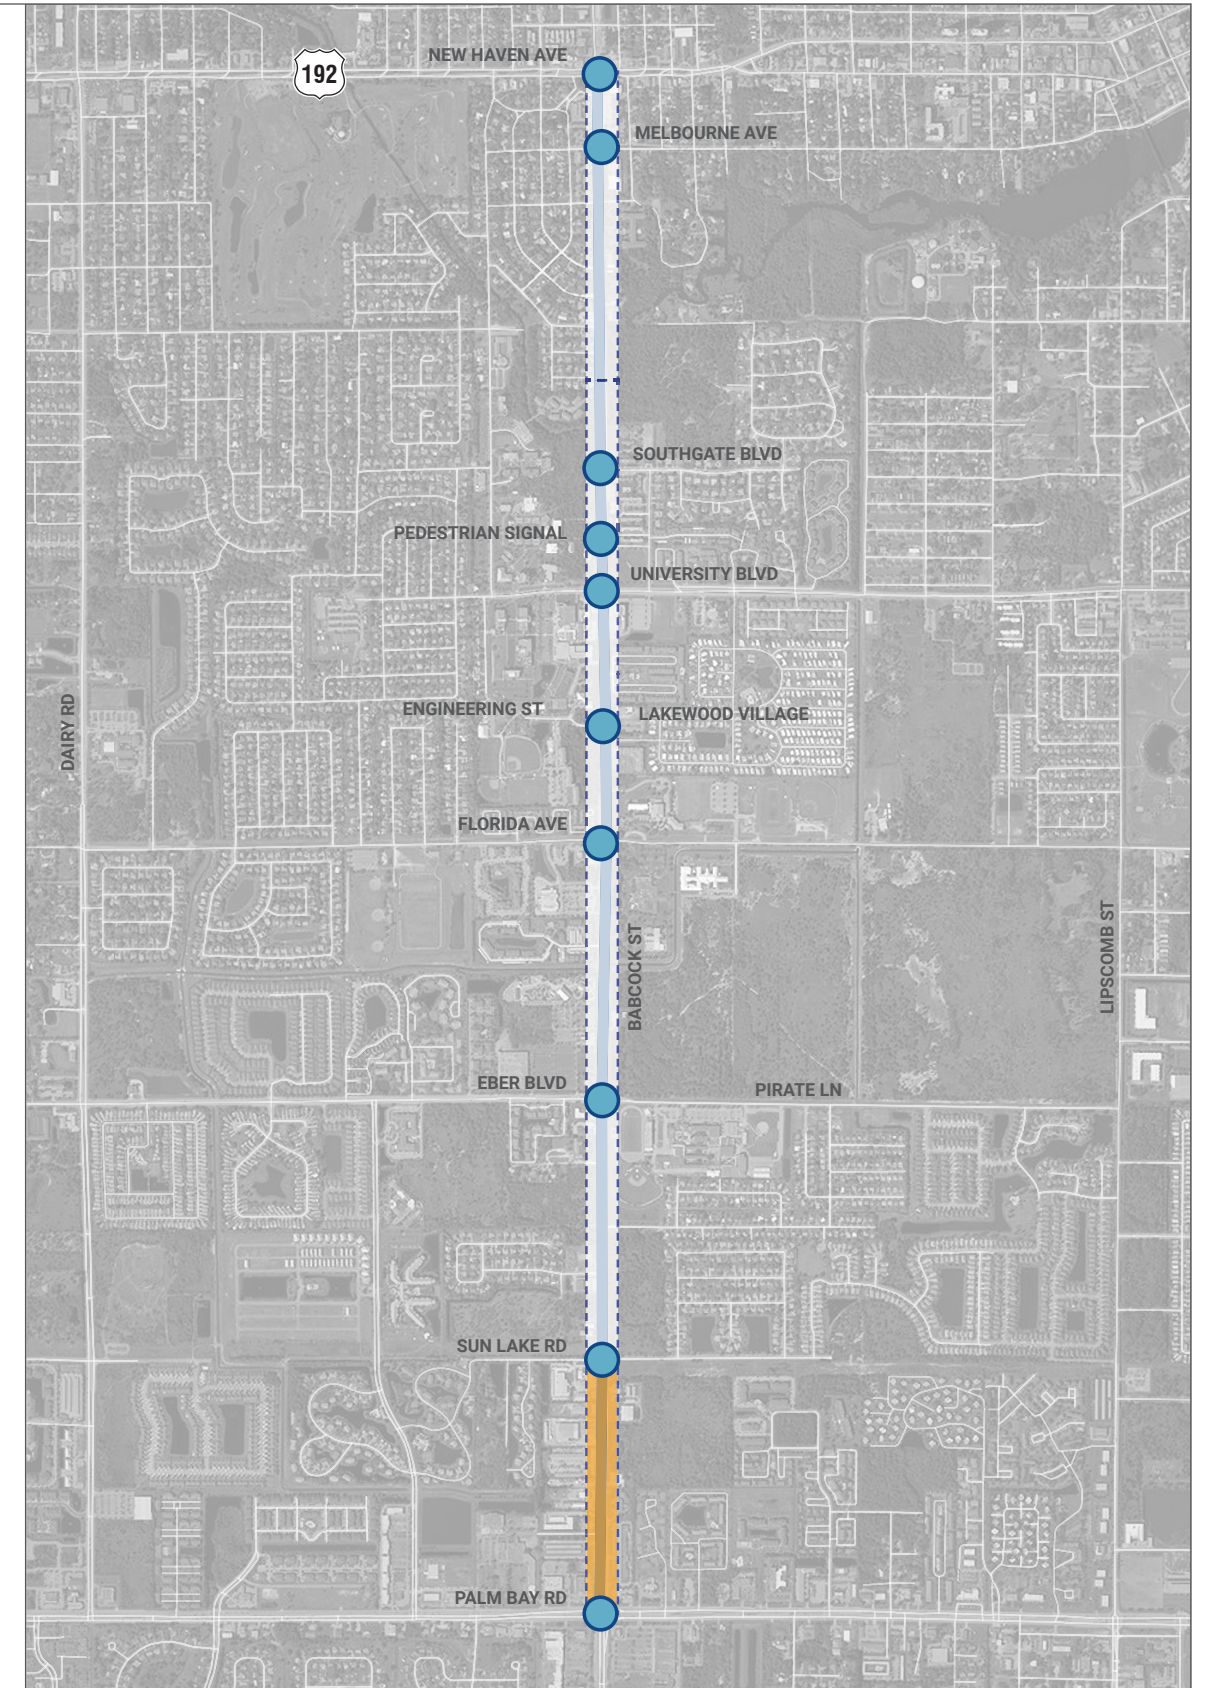 NEW HAVEN AVE
192
MELBOURNE AVE
SOUTHGATE BLVD
PEDESTRIAN SIGNAL
UNIVERSITY BLVD
DAIRY RD
ENGINEERING ST
LAKEWOOD VILLAGE
FLORIDA AVE
BABCOCK ST
LIPSCOMB ST
EBER BLVD
PIRATE LN
SUN LAKE RD
PALM BAY RD